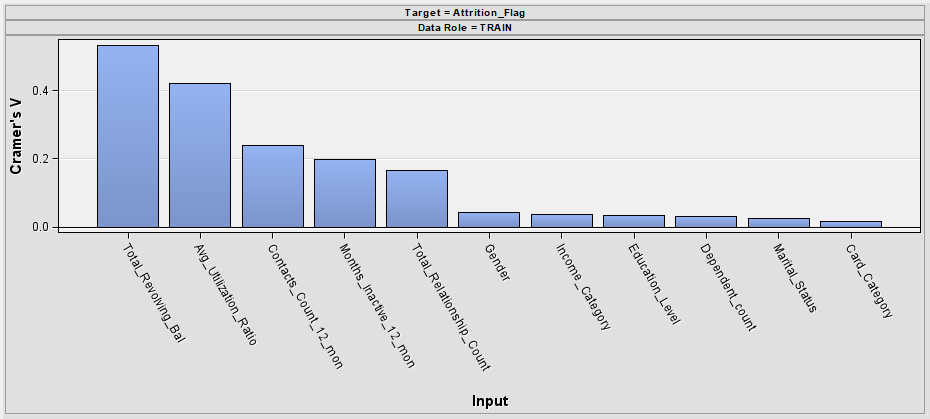 Target = Attrition_Flag
Data Role = TRAIN
Cramer's V
0.4
0.2
0.0
Total_Revolving_Bal
Avg_Utilization_Ratio
Contacts_Count_12_mon
Months_Inactive_12_mon
Total_Relationship_Count
Gender
Income_Category
Education_Level
Dependent_count
Marital_Status
Card_Category
Input